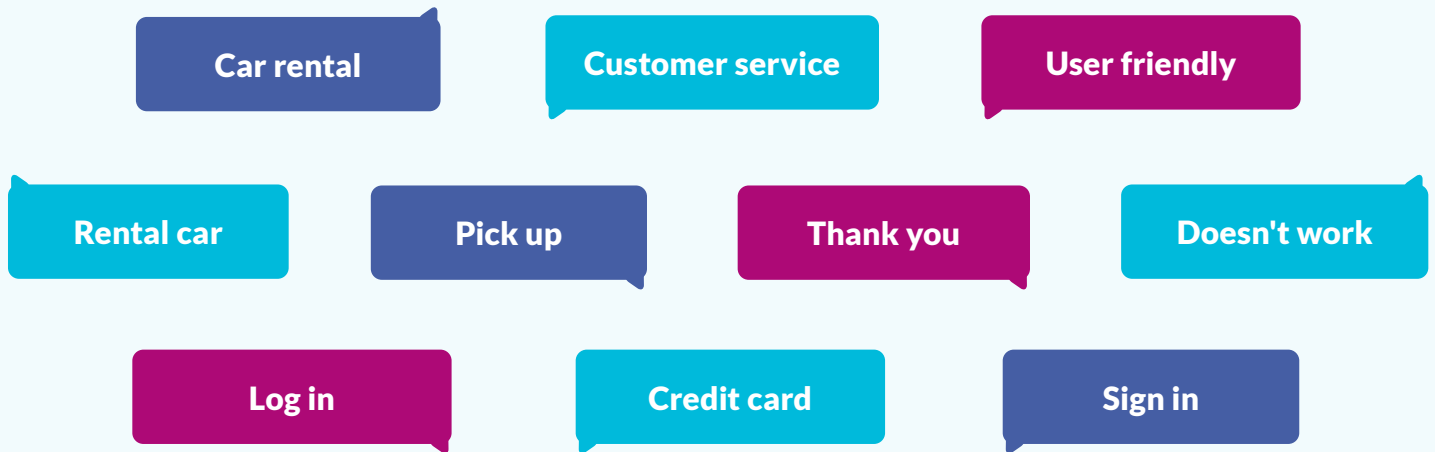 Car rental
Customer service
User friendly
Rental car
Pick up
Thank you
Doesn't work
Log in
Credit card
Sign in